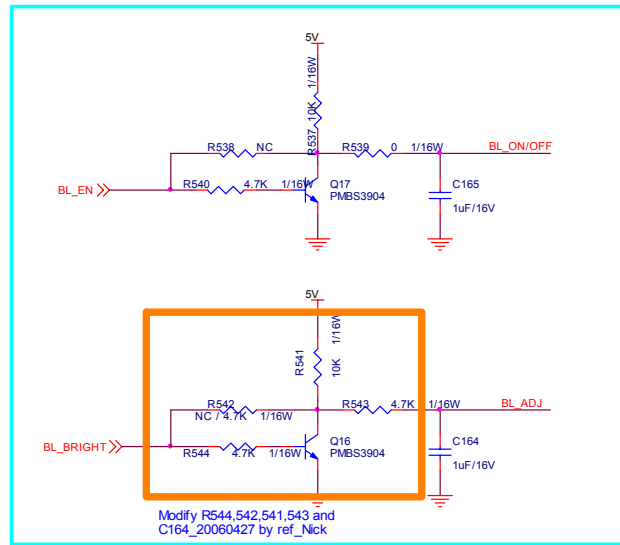 5V
1/16W
10K
R537
R538 NC R539 0 1/16W BL_ON/OFF
BL_EN R540 4.7K 1/16W Q17 C165
PMBS3904
1uF/16V
5V
1/16W
R541 10K
R542 R543 4.7K 1/16W BL_ADJ
NC / 4.7K 1/16W
BL_BRIGHT R544 4.7K 1/16W Q16 C164
PMBS3904 1uF/16V
Modify R544,542,541,543 and
C164_20060427 by ref_Nick